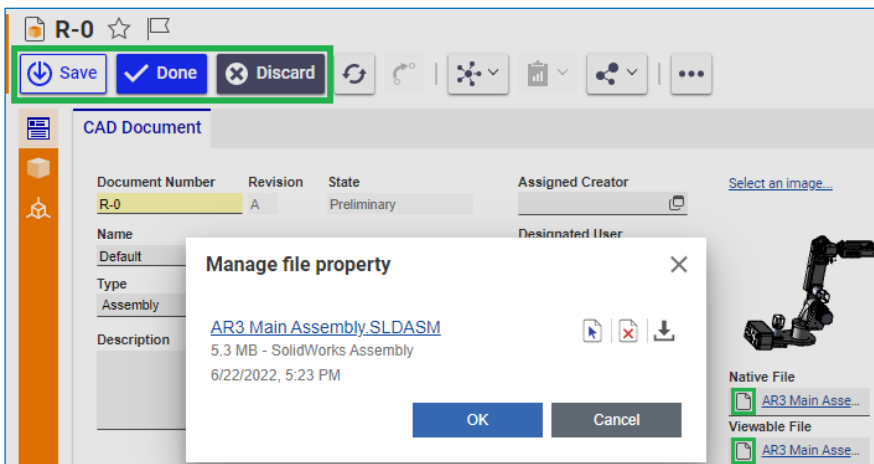 R-0
Save Done Discard
CAD Document
Document Number Revision State Assigned Creator Select an image...
R-0 A Preliminary
Name Designated User
Default
Manage file property
Type
Assembly
AR3 Main Assembly.SLDASM
Description
5.3 MB - SolidWorks Assembly
6/22/2022, 5:23 PM
Native File
AR3 Main Asse...
OK Cancel
Viewable File
AR3 Main Asse...